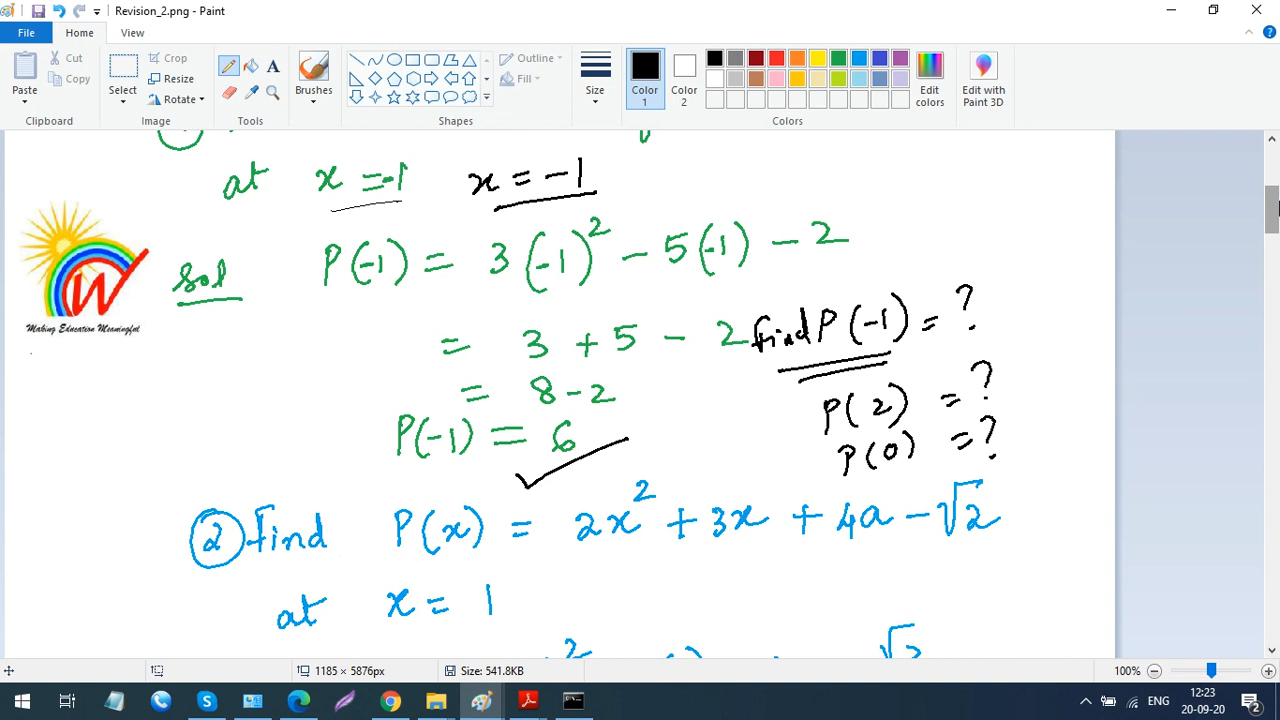 Revision_2.png - Paint
File Home View
Paste Cut Copy Clipboard
Select Crop Resize Rotate Image
Tools
Brushes
Outline Fill Shapes
Size
Color 1 Color 2 Edit colors Edit with Paint 3D Colors
at x = -1 x = -1
Sol P(-1) = 3(-1)² - 5(-1) - 2
Making Education Meaningful
= 3 + 5 - 2 find P(-1) = ?
= 8 - 2 P(2) = ?
P(-1) = 6 P(0) = ?
② Find P(x) = 2x² + 3x + 4a - √2
at x = 1
1185 × 5876px Size: 541.8KB 100%
ENG 12:23 20-09-20 2